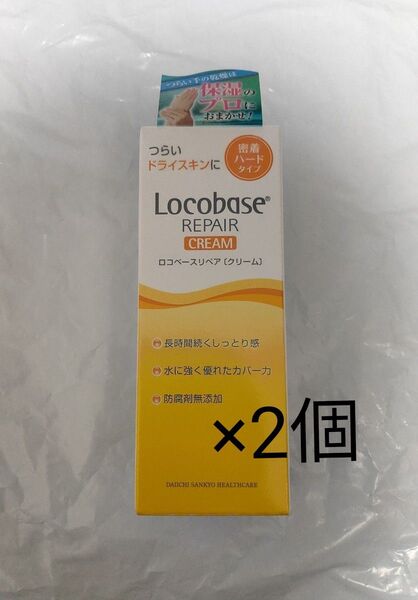 つらい手の乾燥は
保湿の
プロに
おまかせ!
つらい
ドライスキンに
密着
ハード
タイプ
Locobase®
REPAIR
CREAM
ロコベースリペア〔クリーム〕
長時間続くしっとり感
水に強く優れたカバー力
防腐剤無添加
×2個
DAIICHI SANKYO HEALTHCARE